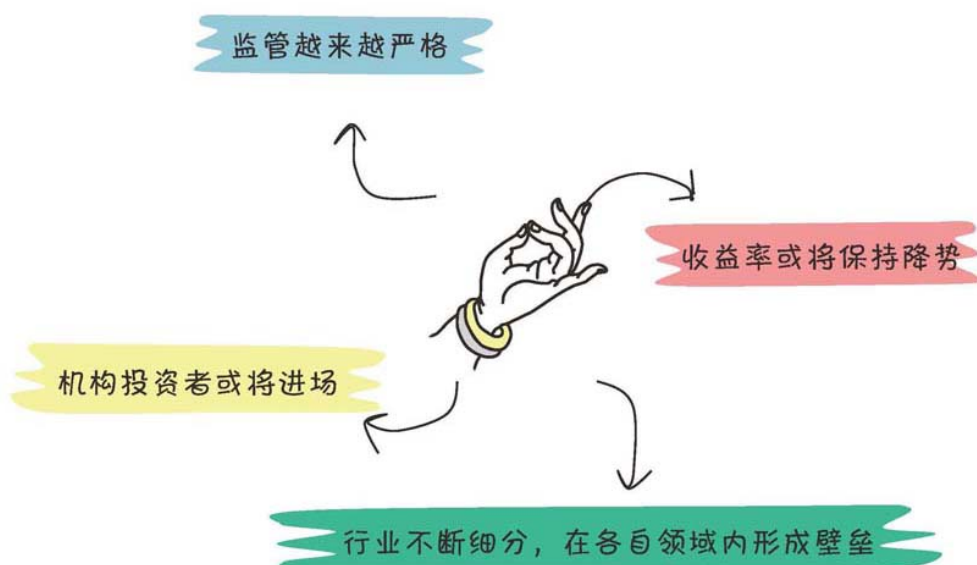 监管越来越严格
收益率或将保持降势
机构投资者或将进场
行业不断细分，在各自领域内形成壁垒